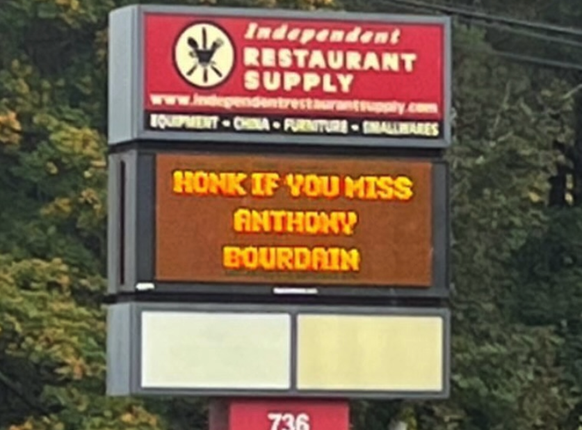 Independent
RESTAURANT
SUPPLY
www.independentrestaurantsupply.com
EQUIPMENT • CHINA • FURNITURE • SMALLWARES
HONK IF YOU MISS
ANTHONY
BOURDAIN
736